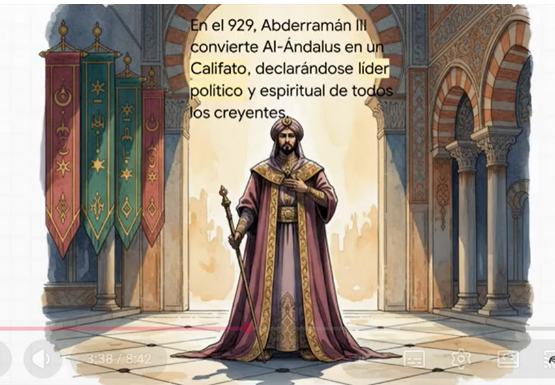 En el 929, Abderramán III
convierte Al-Ándalus en un
Califato, declarándose líder
político y espiritual de todos
los creyentes.
3:38 / 8:42